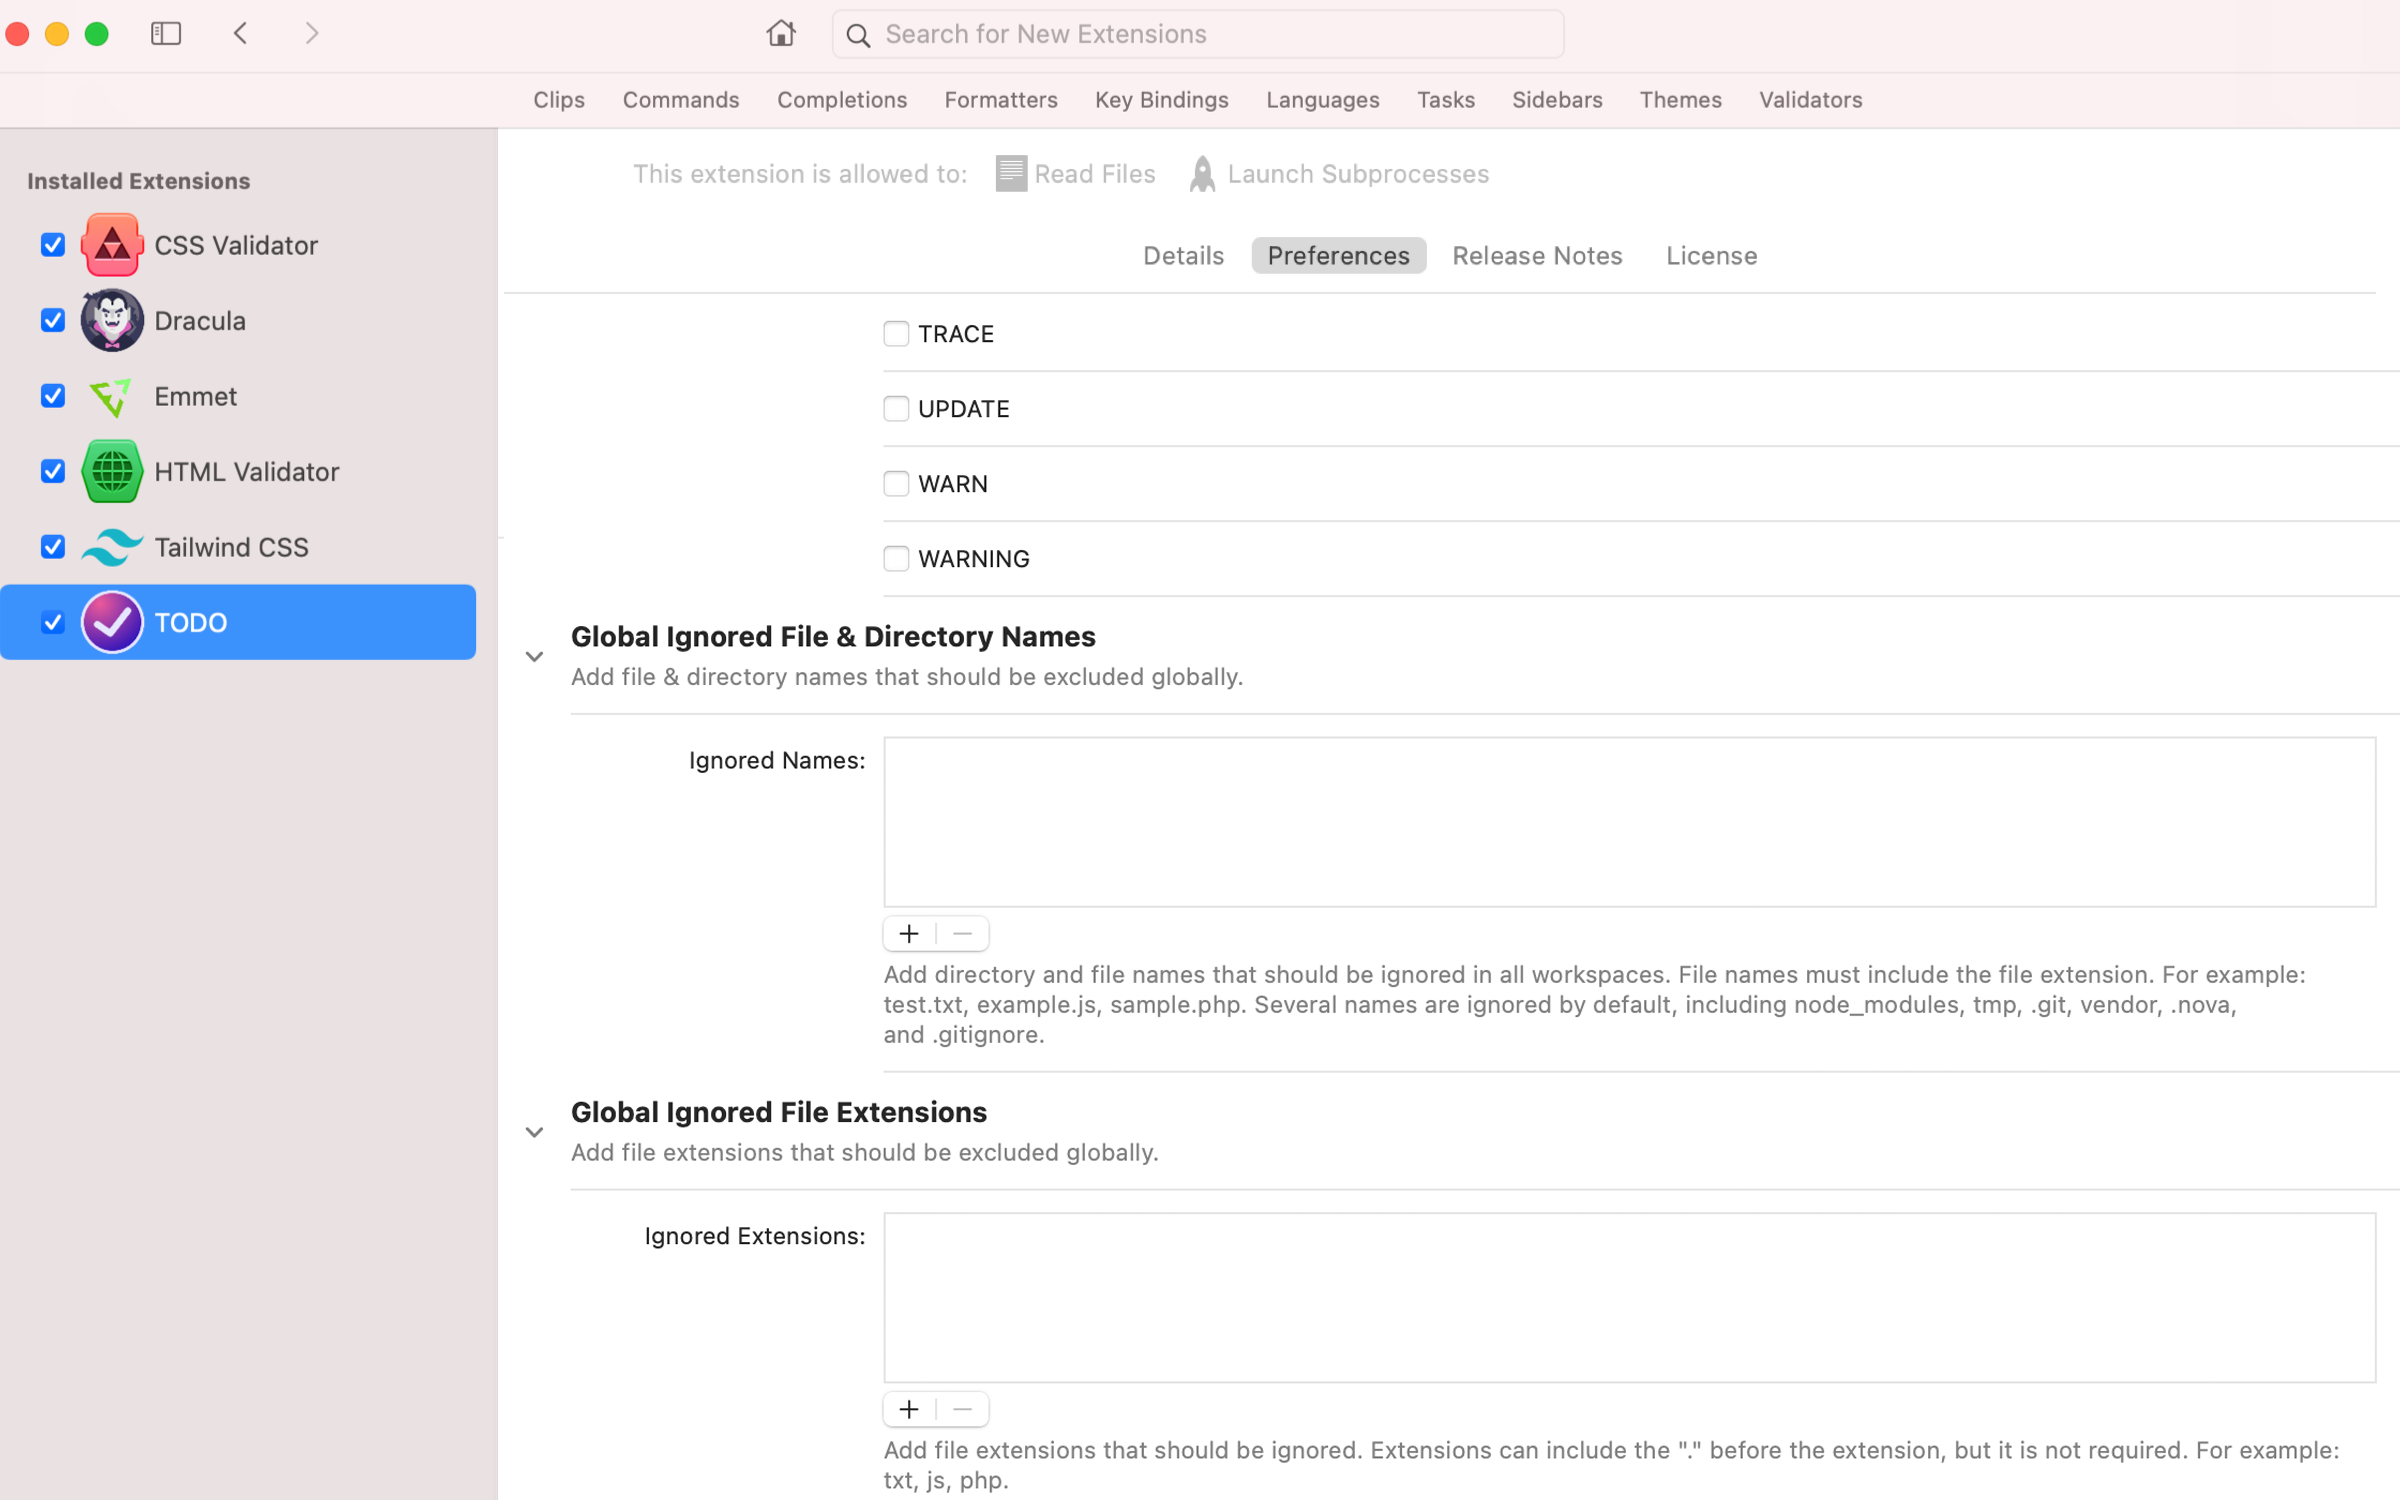 Search for New Extensions
Clips Commands Completions Formatters Key Bindings Languages Tasks Sidebars Themes Validators
Installed Extensions
CSS Validator
Dracula
Emmet
HTML Validator
Tailwind CSS
TODO
This extension is allowed to: Read Files Launch Subprocesses
Details Preferences Release Notes License
TRACE
UPDATE
WARN
WARNING
Global Ignored File & Directory Names
Add file & directory names that should be excluded globally.
Ignored Names:
Add directory and file names that should be ignored in all workspaces. File names must include the file extension. For example:
test.txt, example.js, sample.php. Several names are ignored by default, including node_modules, tmp, .git, vendor, .nova,
and .gitignore.
Global Ignored File Extensions
Add file extensions that should be excluded globally.
Ignored Extensions:
Add file extensions that should be ignored. Extensions can include the "." before the extension, but it is not required. For example:
txt, js, php.